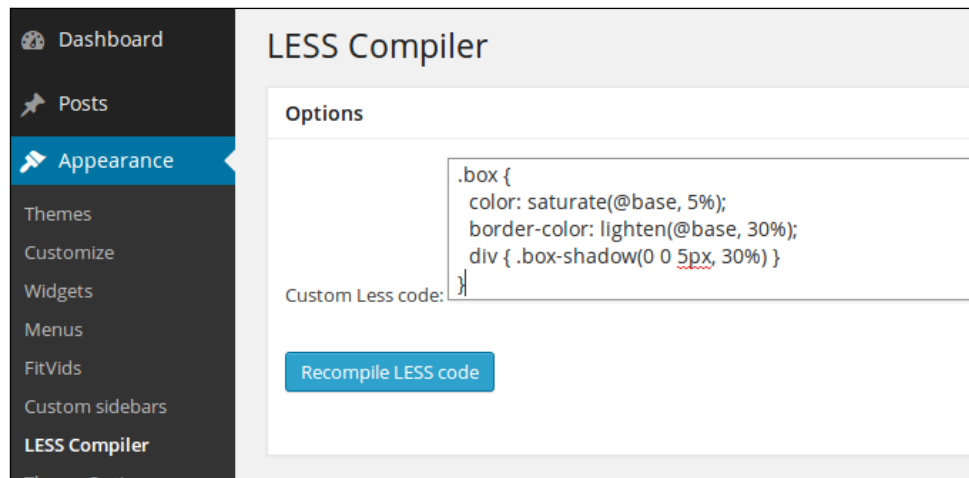 Dashboard
LESS Compiler
Posts
Options
Appearance
.box {
color: saturate(@base, 5%);
border-color: lighten(@base, 30%);
div { .box-shadow(0 0 5px, 30%) }
}
Custom Less code:
Themes
Customize
Widgets
Menus
FitVids
Recompile LESS code
Custom sidebars
LESS Compiler